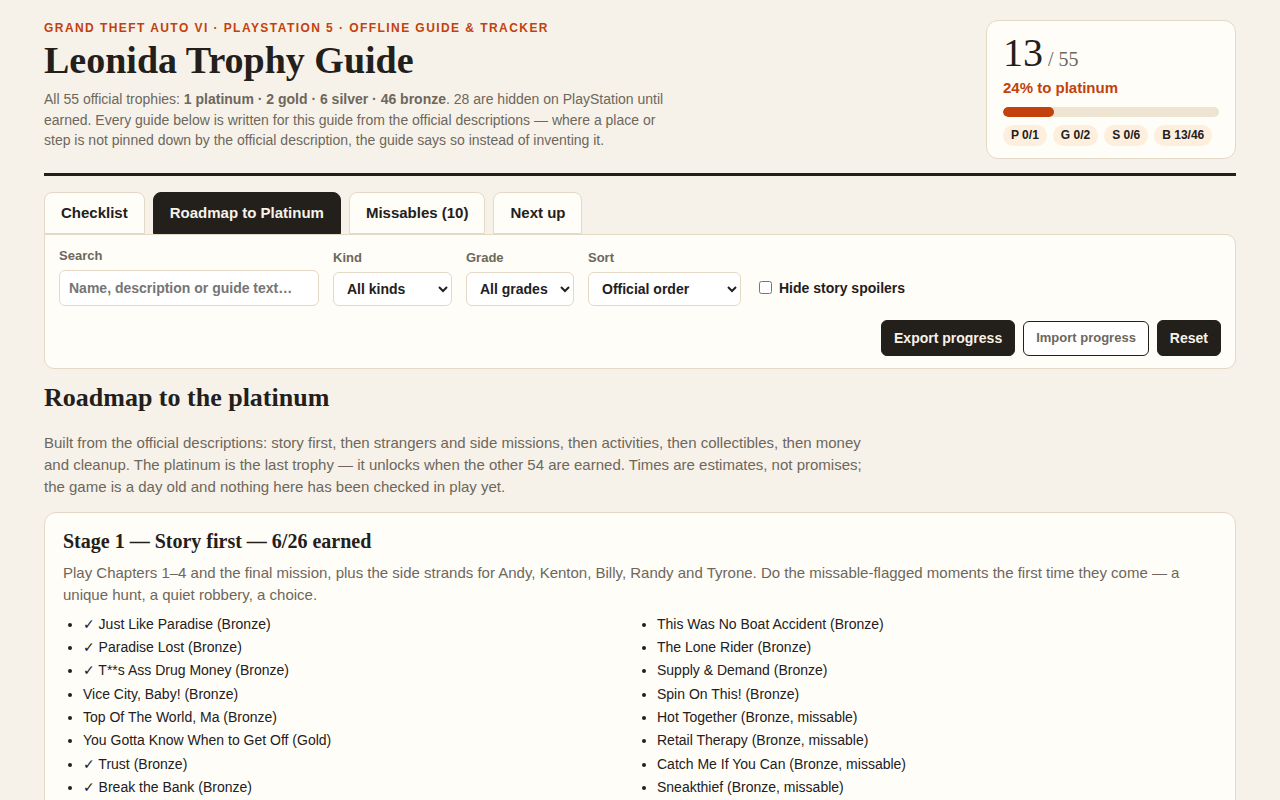 GRAND THEFT AUTO VI · PLAYSTATION 5 · OFFLINE GUIDE & TRACKER
Leonida Trophy Guide
All 55 official trophies: 1 platinum · 2 gold · 6 silver · 46 bronze. 28 are hidden on PlayStation until
earned. Every guide below is written for this guide from the official descriptions — where a place or
step is not pinned down by the official description, the guide says so instead of inventing it.
13 / 55
24% to platinum
P 0/1 G 0/2 S 0/6 B 13/46
Checklist
Roadmap to Platinum
Missables (10)
Next up
Search
Name, description or guide text…
Kind
All kinds
Grade
All grades
Sort
Official order
Hide story spoilers
Export progress
Import progress
Reset
Roadmap to the platinum
Built from the official descriptions: story first, then strangers and side missions, then activities, then collectibles, then money
and cleanup. The platinum is the last trophy — it unlocks when the other 54 are earned. Times are estimates, not promises;
the game is a day old and nothing here has been checked in play yet.
Stage 1 — Story first — 6/26 earned
Play Chapters 1–4 and the final mission, plus the side strands for Andy, Kenton, Billy, Randy and Tyrone. Do the missable-flagged moments the first time they come — a
unique hunt, a quiet robbery, a choice.
• ✓ Just Like Paradise (Bronze)
• ✓ Paradise Lost (Bronze)
• ✓ T**s Ass Drug Money (Bronze)
• Vice City, Baby! (Bronze)
• Top Of The World, Ma (Bronze)
• You Gotta Know When to Get Off (Gold)
• ✓ Trust (Bronze)
• ✓ Break the Bank (Bronze)
• This Was No Boat Accident (Bronze)
• The Lone Rider (Bronze)
• Supply & Demand (Bronze)
• Spin On This! (Bronze)
• Hot Together (Bronze, missable)
• Retail Therapy (Bronze, missable)
• Catch Me If You Can (Bronze, missable)
• Sneakthief (Bronze, missable)